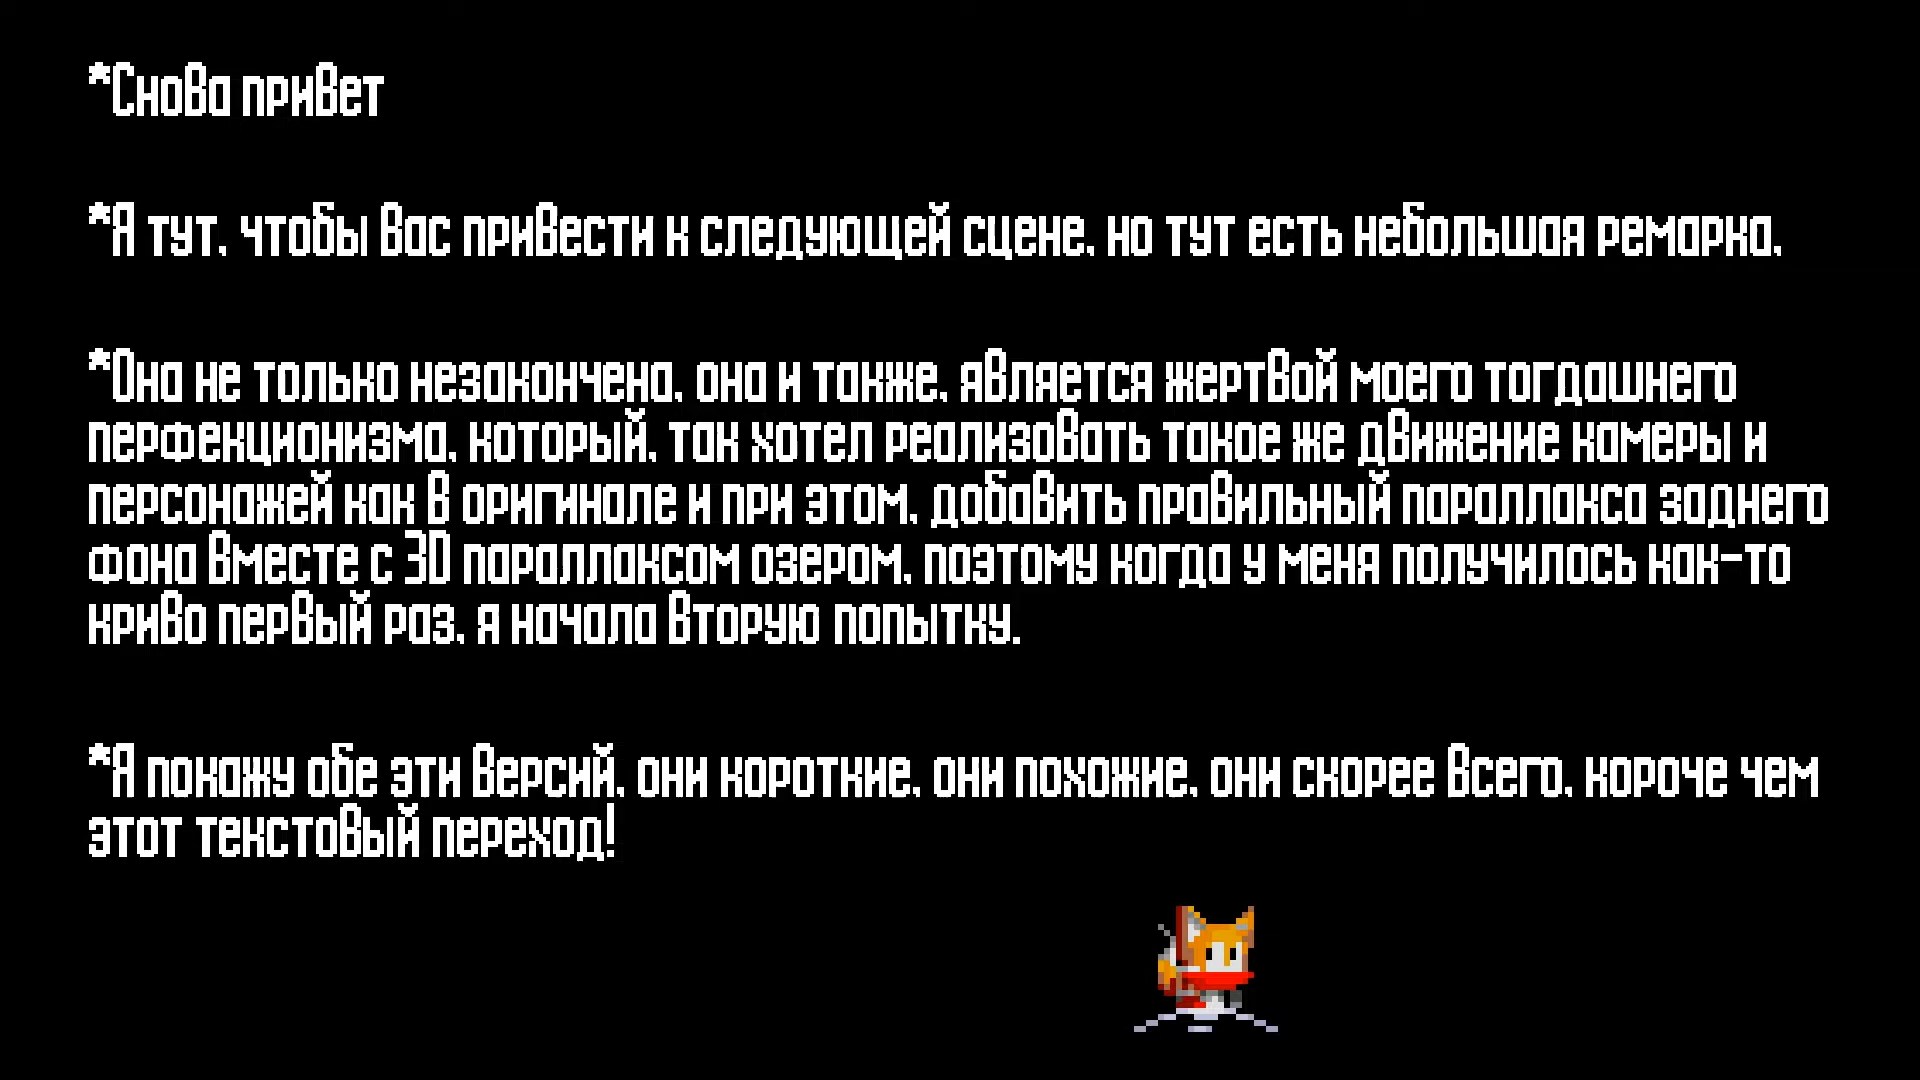 *Снова привет
*Я тут, чтобы вас привести к следующей сцене, но тут есть небольшая ремарка.
*Она не только незакончена, она и также, является жертвой моего тогдашнего
перфекционизма, который, так хотел реализовать такое же движение камеры и
персонажей как в оригинале и при этом, добавить правильный параллакса заднего
фона вместе с 3D параллаксом озером, поэтому когда у меня получилось как-то
криво первый раз, я начала вторую попытку.
*Я покажу обе эти версий, они короткие, они похожие, они скорее всего, короче чем
этот текстовый переход!